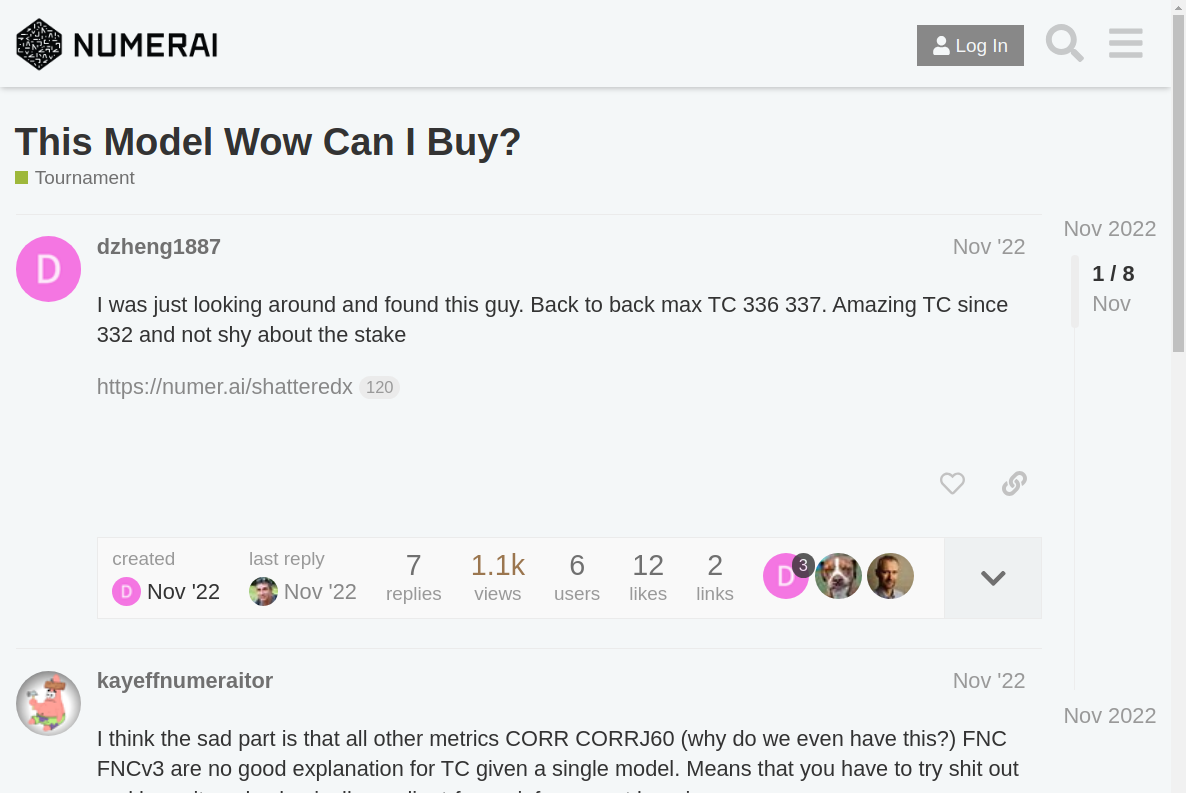 NUMERAI
Log In
This Model Wow Can I Buy?
Tournament
dzheng1887
Nov '22
I was just looking around and found this guy. Back to back max TC 336 337. Amazing TC since
332 and not shy about the stake
https://numer.ai/shatteredx 120
Nov 2022
1 / 8
Nov
created
D Nov '22
last reply
Nov '22
7
replies
1.1k
views
6
users
12
likes
2
links
D 3
kayeffnumeraitor
Nov '22
Nov 2022
I think the sad part is that all other metrics CORR CORRJ60 (why do we even have this?) FNC
FNCv3 are no good explanation for TC given a single model. Means that you have to try shit out